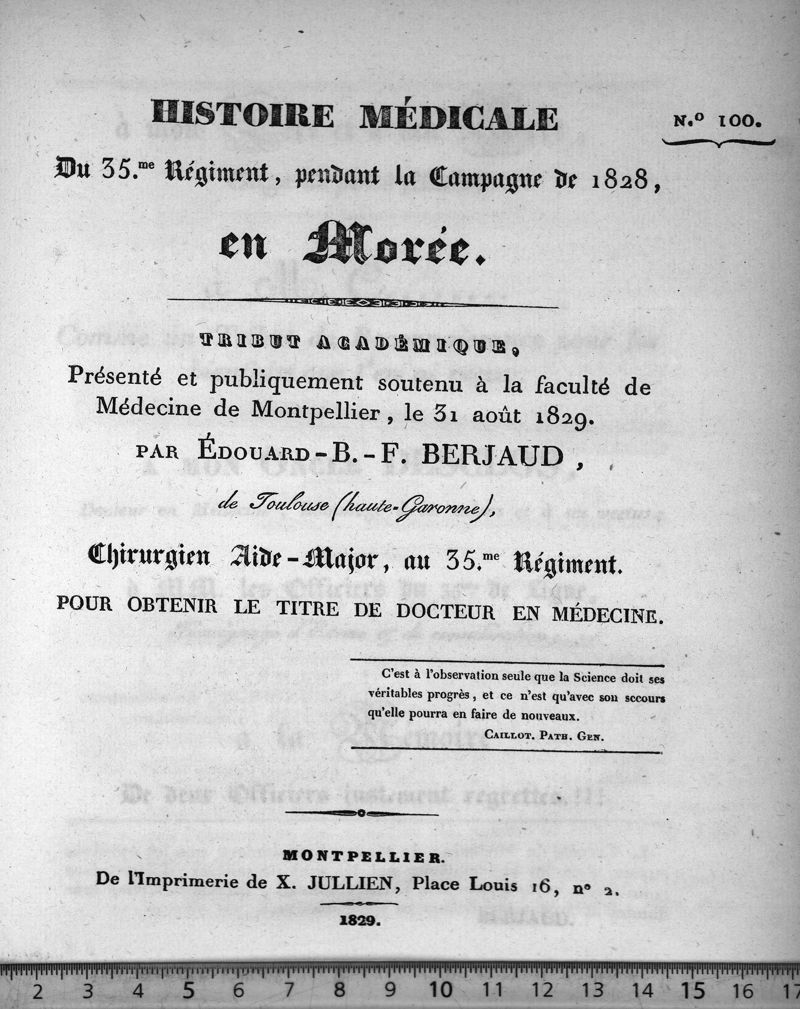 HISTOIRE MÉDICALE
N.º 100.
Du 35.me Régiment, pendant la Campagne de 1828,
en Morée.
TRIBUT ACADÉMIQUE,
Présenté et publiquement soutenu à la faculté de
Médecine de Montpellier, le 31 août 1829.
PAR ÉDOUARD-B.-F. BERJAUD,
de Toulouse (haute-Garonne),
Chirurgien Aide-Major, au 35.me Régiment.
POUR OBTENIR LE TITRE DE DOCTEUR EN MÉDECINE.
C'est à l'observation seule que la Science doit ses
véritables progrès, et ce n'est qu'avec son secours
qu'elle pourra en faire de nouveaux.
CAILLOT. PATH. GEN.
MONTPELLIER.
De l'Imprimerie de X. JULLIEN, Place Louis 16, nº 2.
1829.
2 3 4 5 6 7 8 9 10 11 12 13 14 15 16 17